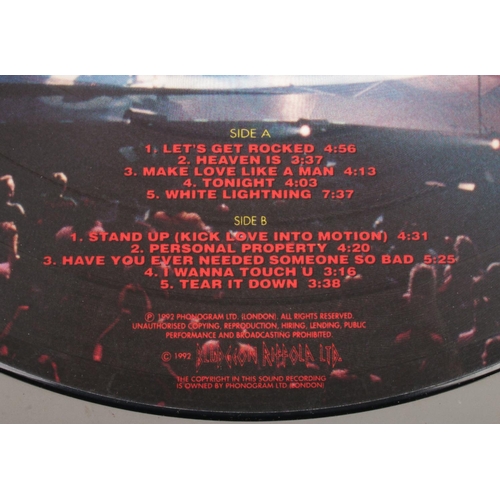 SIDE A
1. LET'S GET ROCKED 4:56
2. HEAVEN IS 3:37
3. MAKE LOVE LIKE A MAN 4:13
4. TONIGHT 4:03
5. WHITE LIGHTNING 7:37
SIDE B
1. STAND UP (KICK LOVE INTO MOTION) 4:31
2. PERSONAL PROPERTY 4:20
3. HAVE YOU EVER NEEDED SOMEONE SO BAD 5:25
4. I WANNA TOUCH U 3:16
5. TEAR IT DOWN 3:38
℗ 1992 PHONOGRAM LTD. (LONDON). ALL RIGHTS RESERVED.
UNAUTHORISED COPYING, REPRODUCTION, HIRING, LENDING, PUBLIC
PERFORMANCE AND BROADCASTING PROHIBITED.
© 1992 BLUDGEON RIFFOLA LTD
THE COPYRIGHT IN THIS SOUND RECORDING
IS OWNED BY PHONOGRAM LTD. (LONDON)